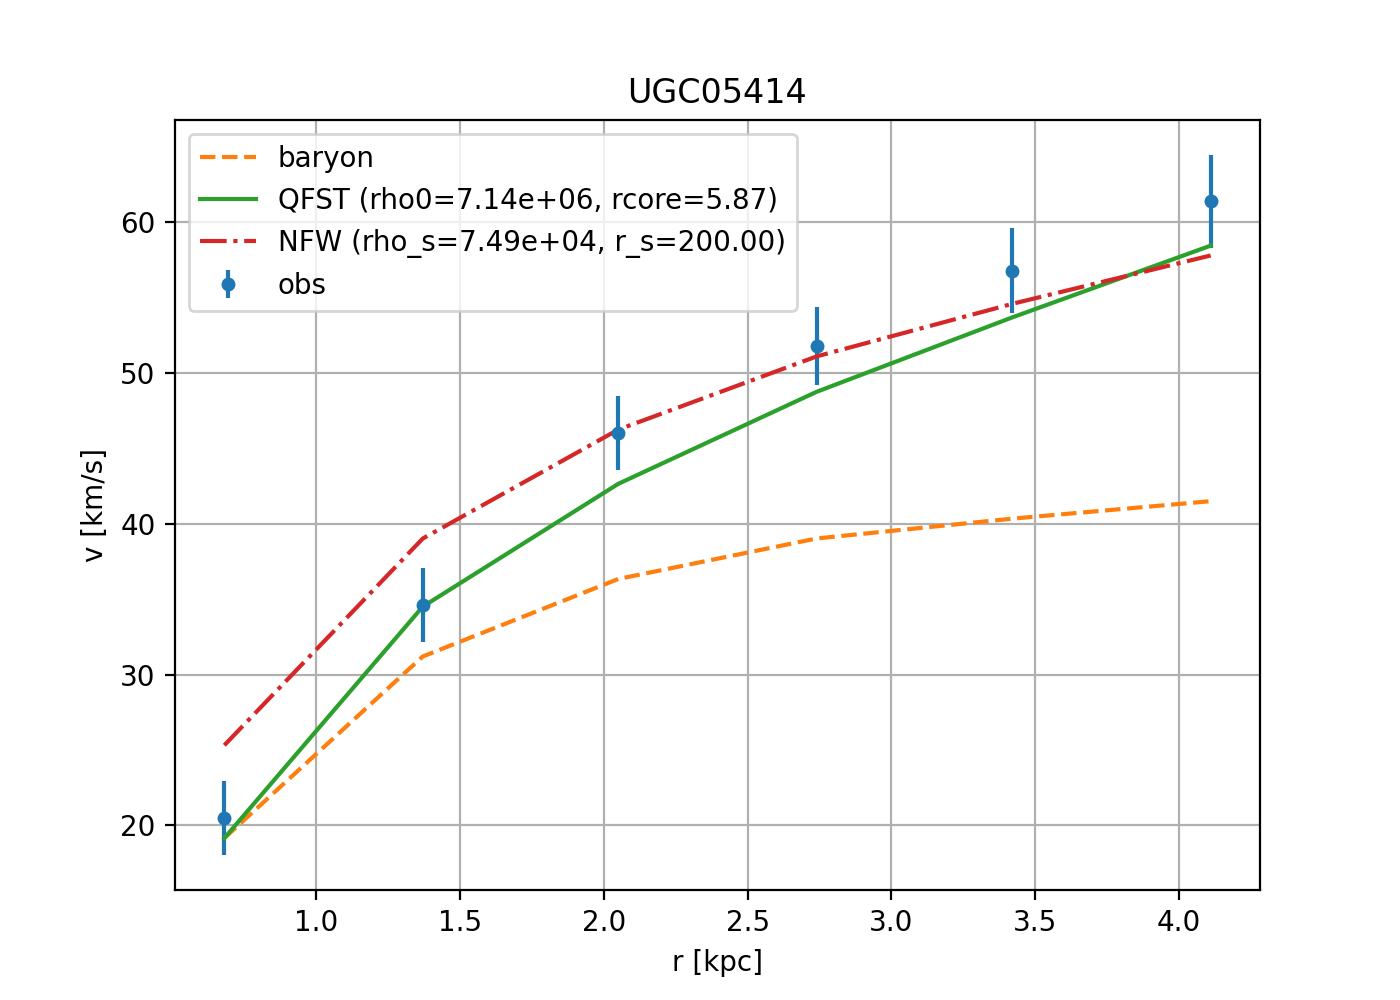 UGC05414
baryon
QFST (rho0=7.14e+06, rcore=5.87)
NFW (rho_s=7.49e+04, r_s=200.00)
obs
60
50
40
30
20
v [km/s]
1.0 1.5 2.0 2.5 3.0 3.5 4.0
r [kpc]